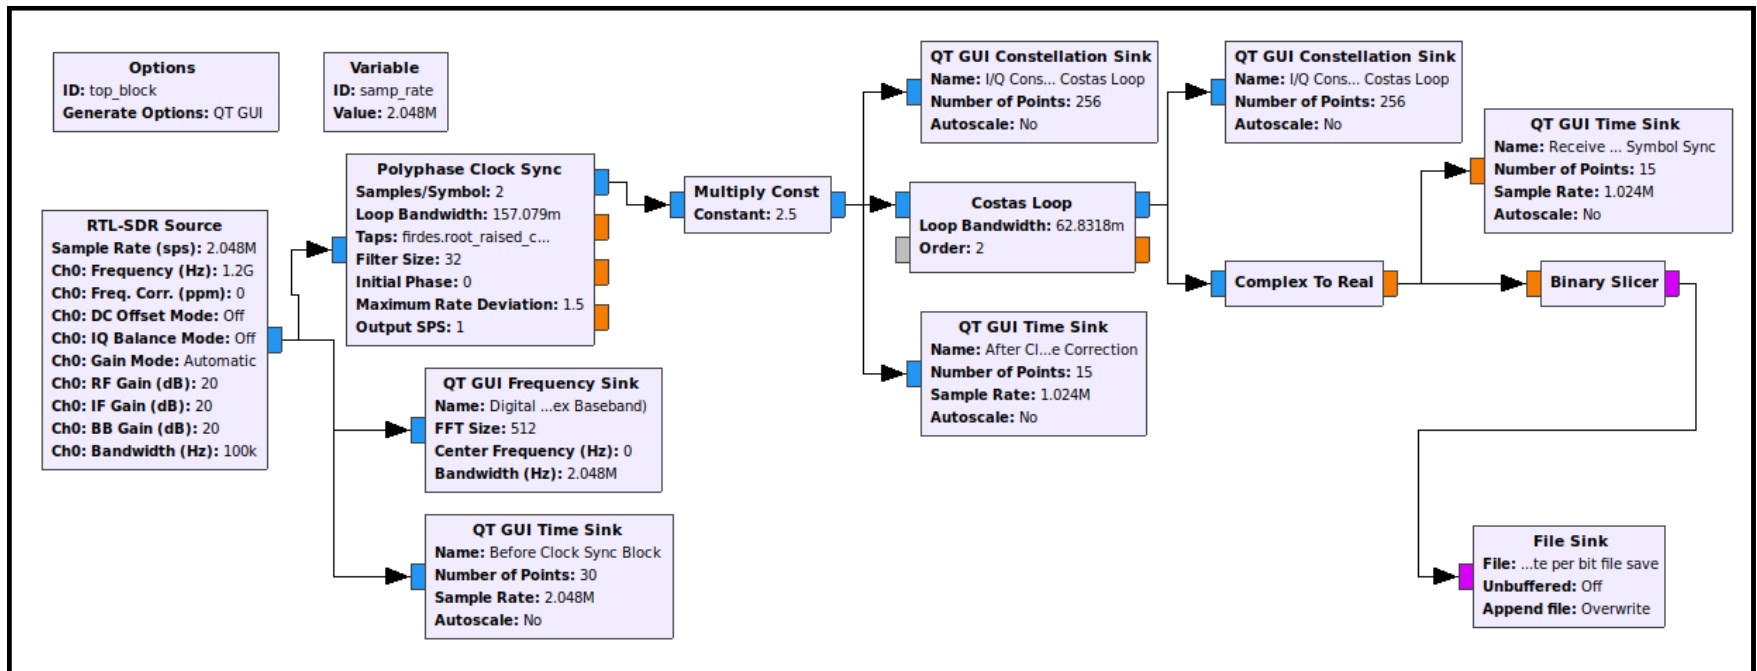 Options
ID: top_block
Generate Options: QT GUI
Variable
ID: samp_rate
Value: 2.048M
RTL-SDR Source
Sample Rate (sps): 2.048M
Ch0: Frequency (Hz): 1.2G
Ch0: Freq. Corr. (ppm): 0
Ch0: DC Offset Mode: Off
Ch0: IQ Balance Mode: Off
Ch0: Gain Mode: Automatic
Ch0: RF Gain (dB): 20
Ch0: IF Gain (dB): 20
Ch0: BB Gain (dB): 20
Ch0: Bandwidth (Hz): 100k
Polyphase Clock Sync
Samples/Symbol: 2
Loop Bandwidth: 157.079m
Taps: firdes.root_raised_c...
Filter Size: 32
Initial Phase: 0
Maximum Rate Deviation: 1.5
Output SPS: 1
QT GUI Frequency Sink
Name: Digital ...ex Baseband)
FFT Size: 512
Center Frequency (Hz): 0
Bandwidth (Hz): 2.048M
QT GUI Time Sink
Name: Before Clock Sync Block
Number of Points: 30
Sample Rate: 2.048M
Autoscale: No
Multiply Const
Constant: 2.5
QT GUI Constellation Sink
Name: I/Q Cons... Costas Loop
Number of Points: 256
Autoscale: No
Costas Loop
Loop Bandwidth: 62.8318m
Order: 2
QT GUI Time Sink
Name: After Cl...e Correction
Number of Points: 15
Sample Rate: 1.024M
Autoscale: No
QT GUI Constellation Sink
Name: I/Q Cons... Costas Loop
Number of Points: 256
Autoscale: No
Complex To Real
QT GUI Time Sink
Name: Receive ... Symbol Sync
Number of Points: 15
Sample Rate: 1.024M
Autoscale: No
Binary Slicer
File Sink
File: ...te per bit file save
Unbuffered: Off
Append file: Overwrite